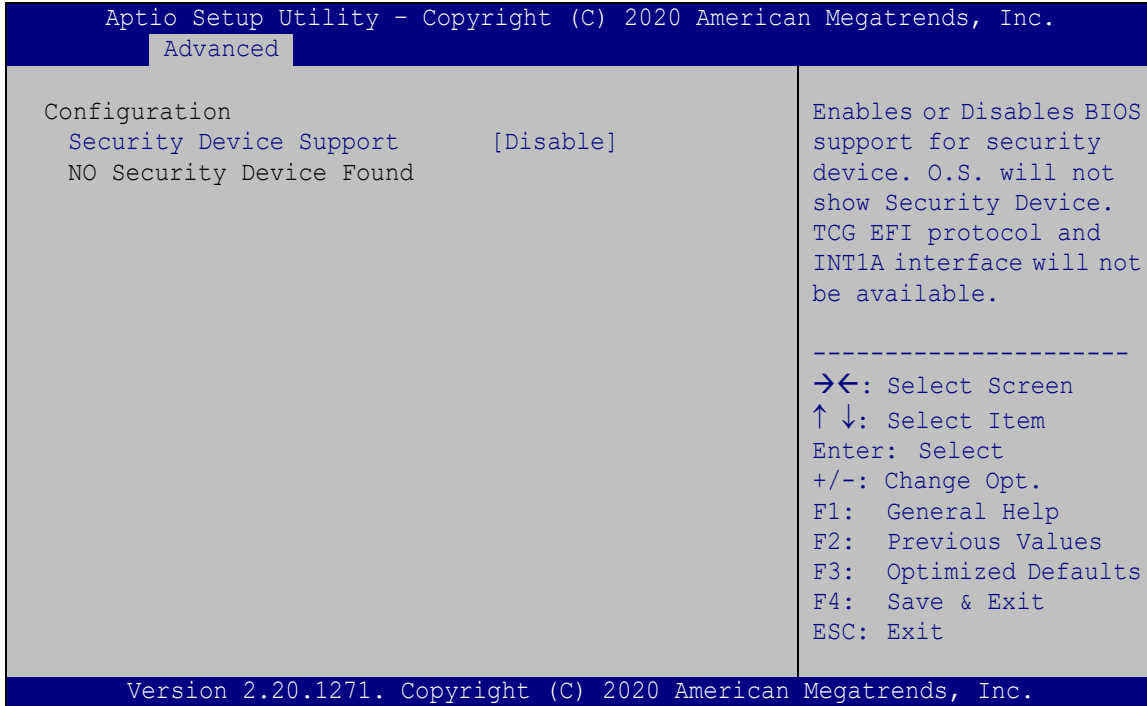 Aptio Setup Utility – Copyright (C) 2020 American Megatrends, Inc.
Advanced
Configuration
Security Device Support [Disable]
NO Security Device Found
Enables or Disables BIOS
support for security
device. O.S. will not
show Security Device.
TCG EFI protocol and
INT1A interface will not
be available.
----------------------
→←: Select Screen
↑ ↓: Select Item
Enter: Select
+/-: Change Opt.
F1: General Help
F2: Previous Values
F3: Optimized Defaults
F4: Save & Exit
ESC: Exit
Version 2.20.1271. Copyright (C) 2020 American Megatrends, Inc.